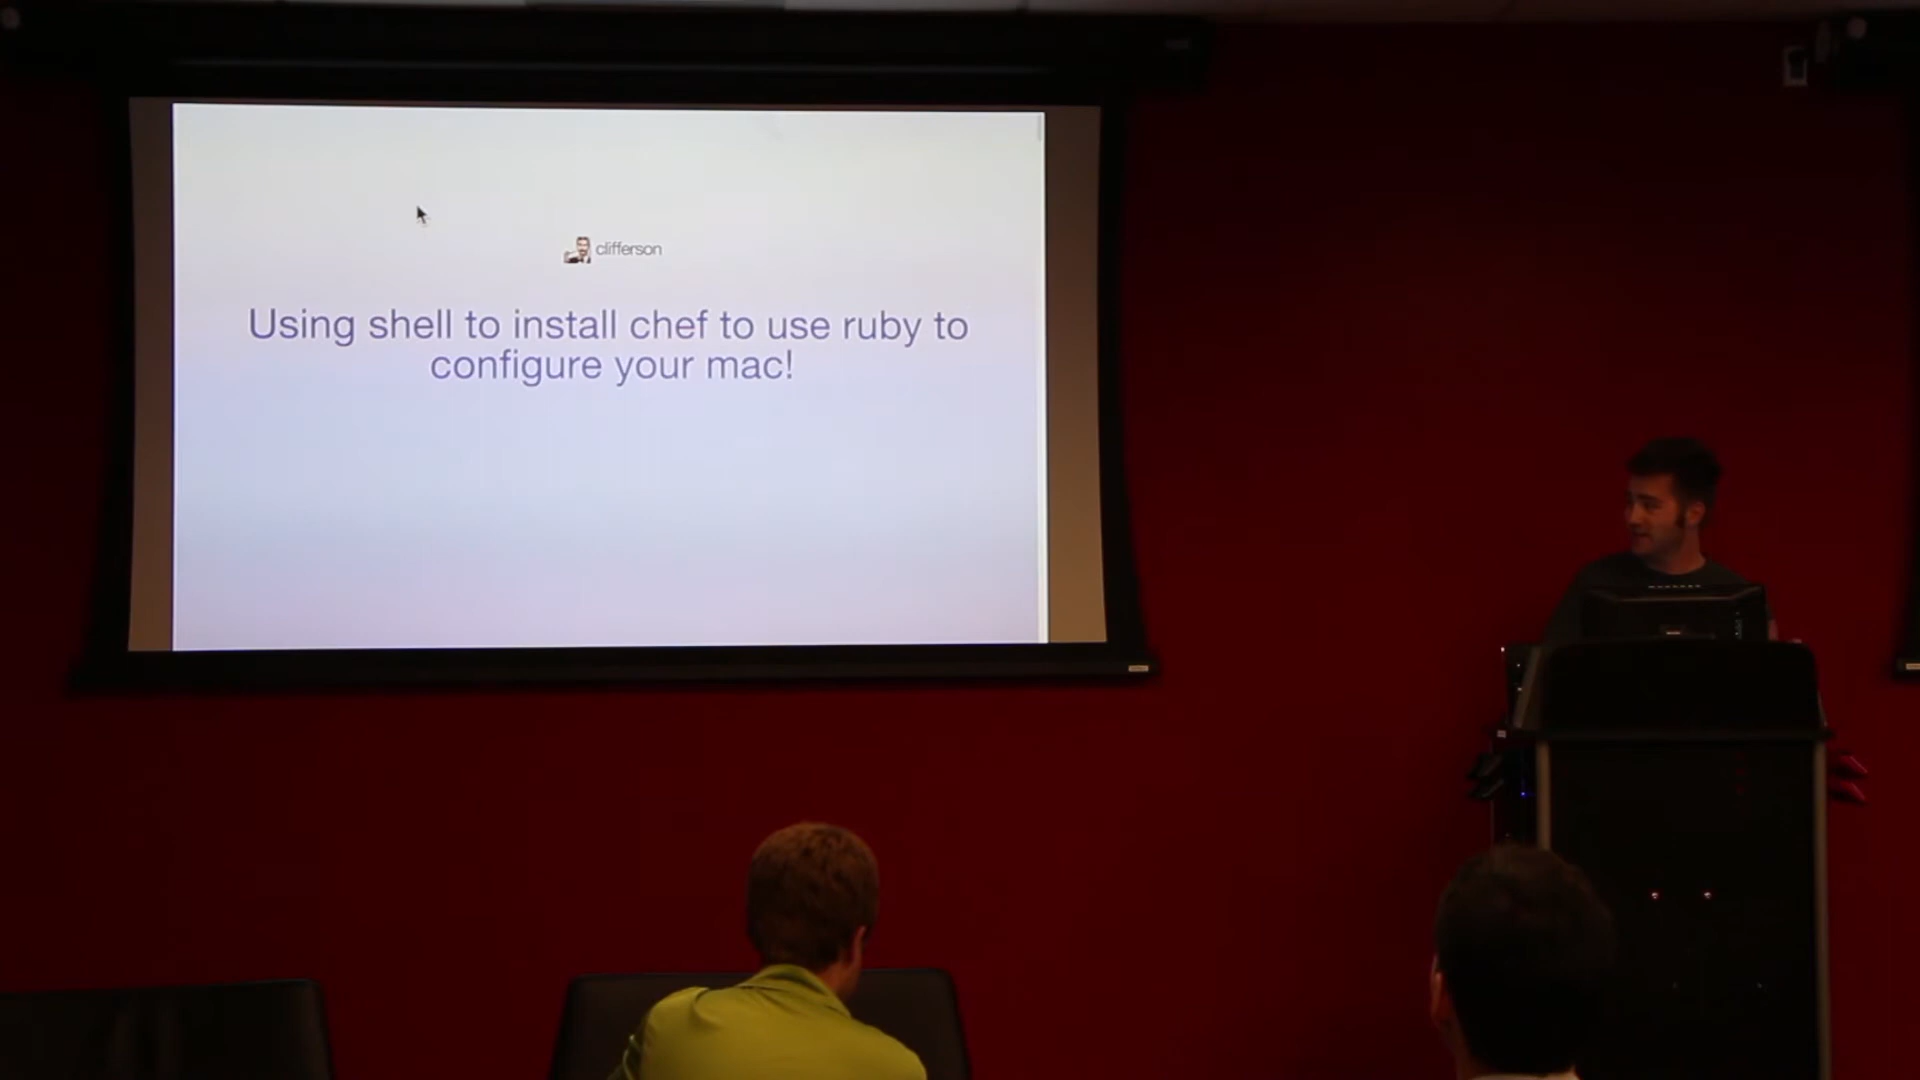 clifferson
Using shell to install chef to use ruby to
configure your mac!